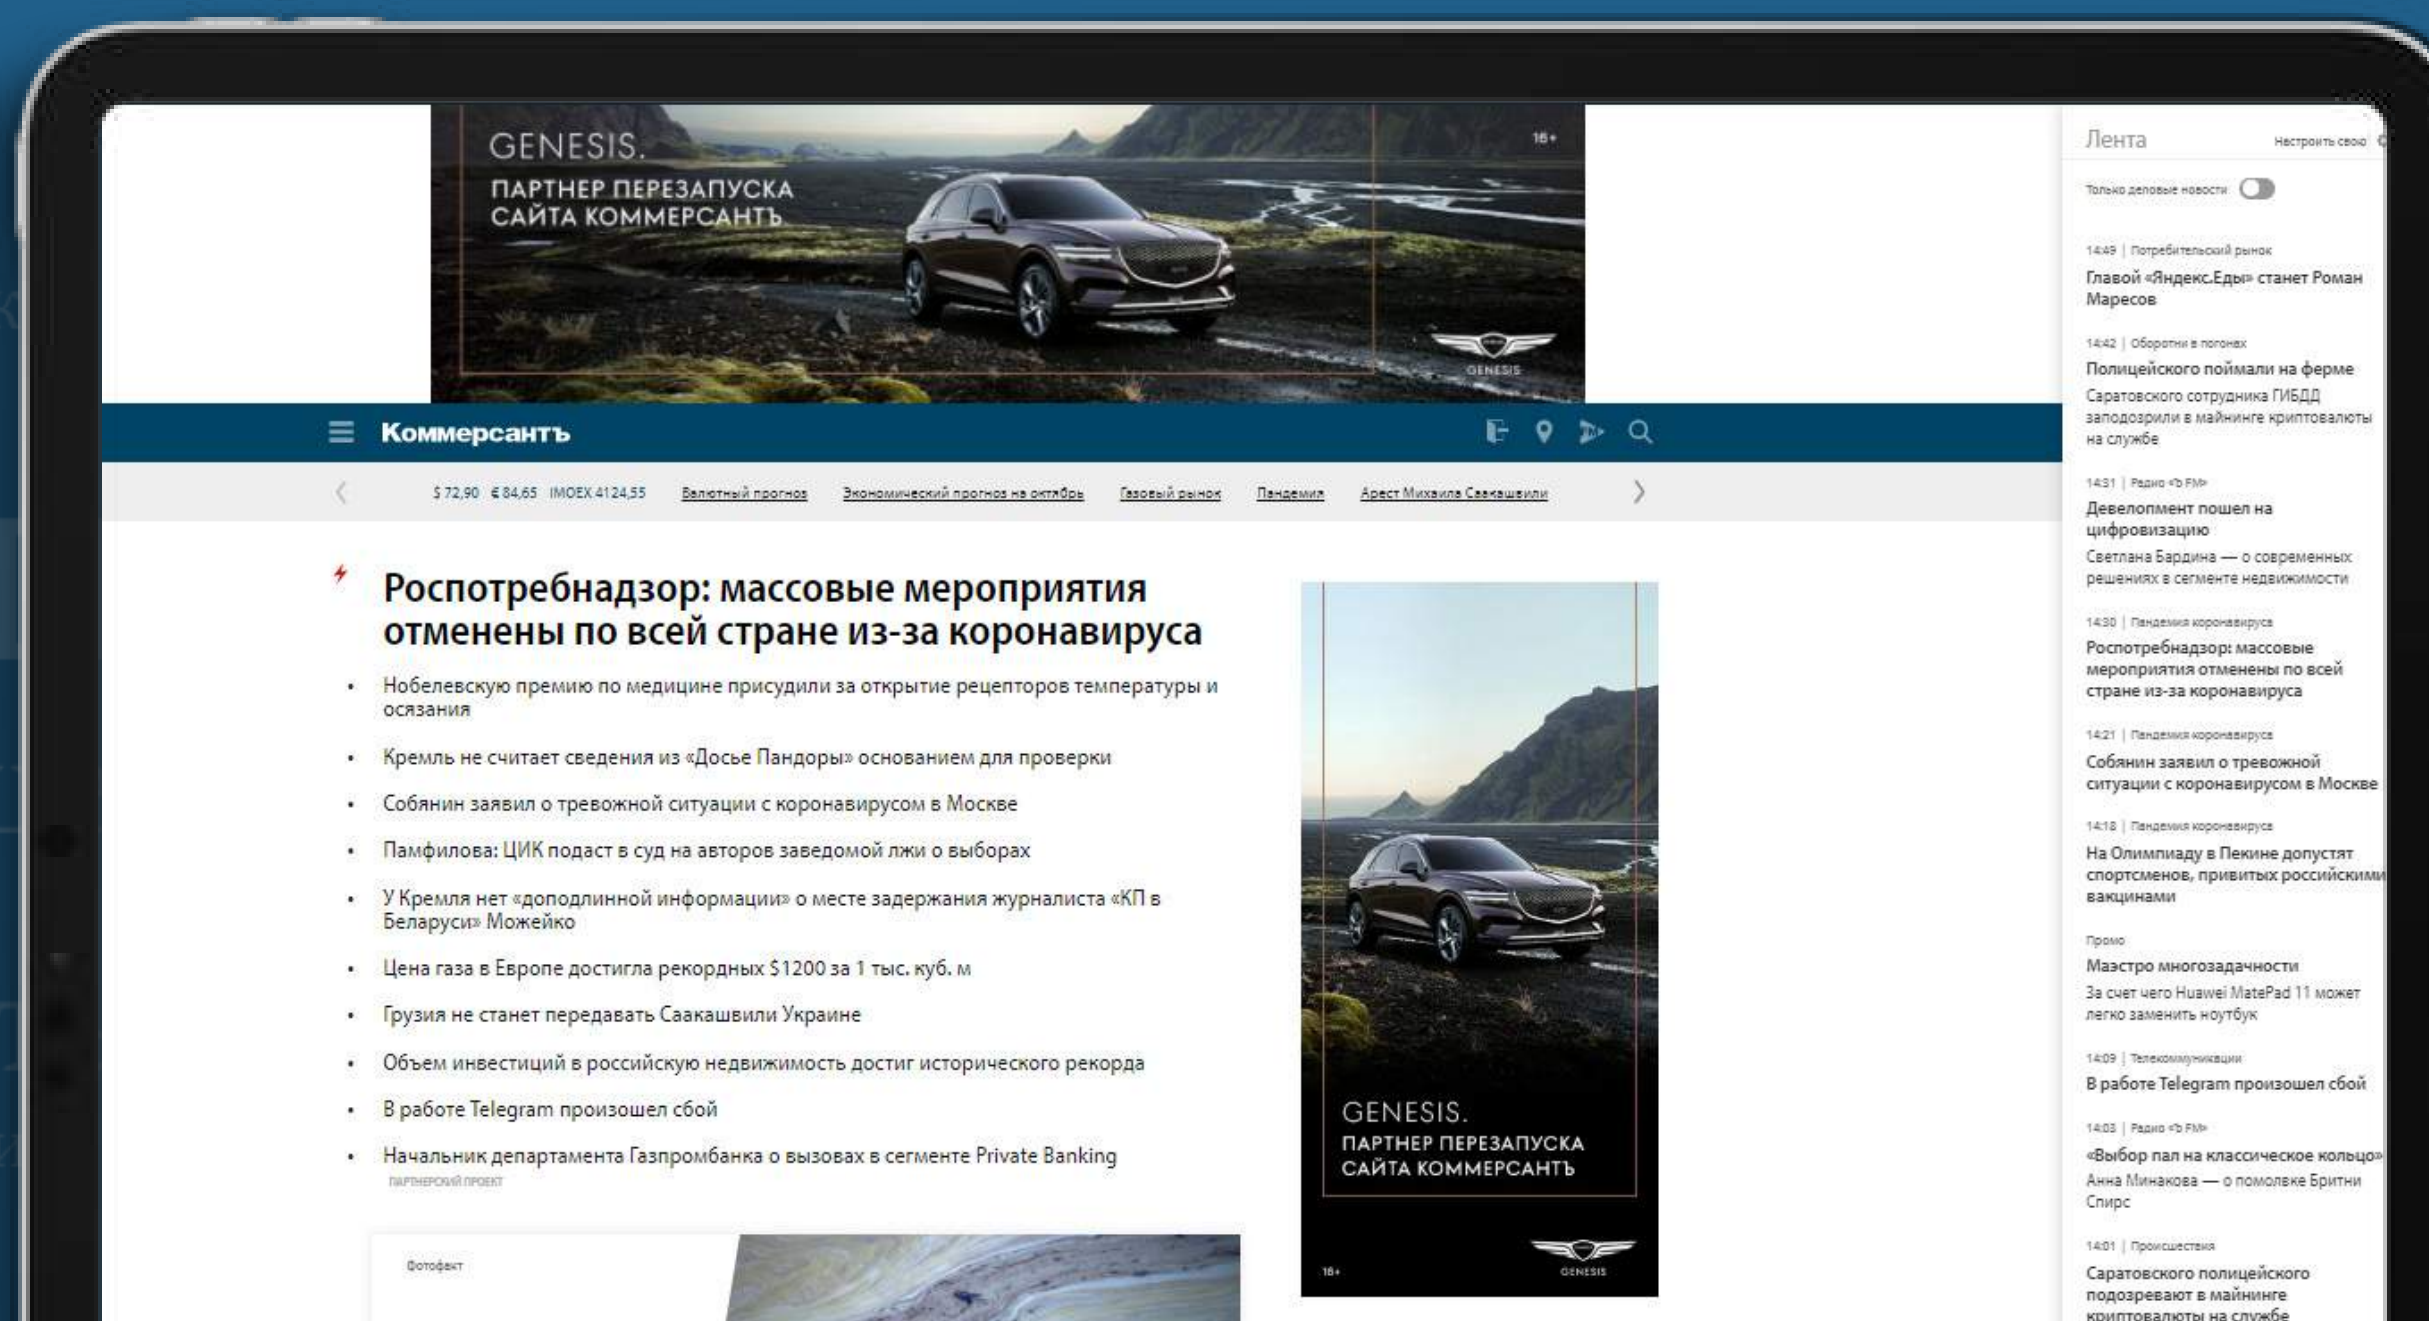 GENESIS.
ПАРТНЕР ПЕРЕЗАПУСКА
САЙТА КОММЕРСАНТЪ
16+
GENESIS
Коммерсантъ
$ 72,90 € 84,65 IMOEX 4124,55 Валютный прогноз Экономический прогноз на октябрь Газовый рынок Пандемия Арест Михаила Саакашвили
Роспотребнадзор: массовые мероприятия
отменены по всей стране из-за коронавируса
• Нобелевскую премию по медицине присудили за открытие рецепторов температуры и
осязания
• Кремль не считает сведения из «Досье Пандоры» основанием для проверки
• Собянин заявил о тревожной ситуации с коронавирусом в Москве
• Памфилова: ЦИК подаст в суд на авторов заведомой лжи о выборах
• У Кремля нет «доподлинной информации» о месте задержания журналиста «КП в
Беларуси» Можейко
• Цена газа в Европе достигла рекордных $1200 за 1 тыс. куб. м
• Грузия не станет передавать Саакашвили Украине
• Объем инвестиций в российскую недвижимость достиг исторического рекорда
• В работе Telegram произошел сбой
• Начальник департамента Газпромбанка о вызовах в сегменте Private Banking
ПАРТНЕРСКИЙ ПРОЕКТ
Фотофакт
GENESIS.
ПАРТНЕР ПЕРЕЗАПУСКА
САЙТА КОММЕРСАНТЪ
16+
GENESIS
Лента Настроить свою
Только деловые новости
14:49 | Потребительский рынок
Главой «Яндекс.Еды» станет Роман
Маресов
14:42 | Оборотни в погонах
Полицейского поймали на ферме
Саратовского сотрудника ГИБДД
заподозрили в майнинге криптовалюты
на службе
14:31 | Радио «Ъ FM»
Девелопмент пошел на
цифровизацию
Светлана Бардина — о современных
решениях в сегменте недвижимости
14:30 | Пандемия коронавируса
Роспотребнадзор: массовые
мероприятия отменены по всей
стране из-за коронавируса
14:21 | Пандемия коронавируса
Собянин заявил о тревожной
ситуации с коронавирусом в Москве
14:18 | Пандемия коронавируса
На Олимпиаду в Пекине допустят
спортсменов, привитых российскими
вакцинами
Промо
Маэстро многозадачности
За счет чего Huawei MatePad 11 может
легко заменить ноутбук
14:09 | Телекоммуникации
В работе Telegram произошел сбой
14:03 | Радио «Ъ FM»
«Выбор пал на классическое кольцо»
Анна Минакова — о помолвке Бритни
Спирс
14:01 | Происшествия
Саратовского полицейского
подозревают в майнинге
криптовалюты на службе